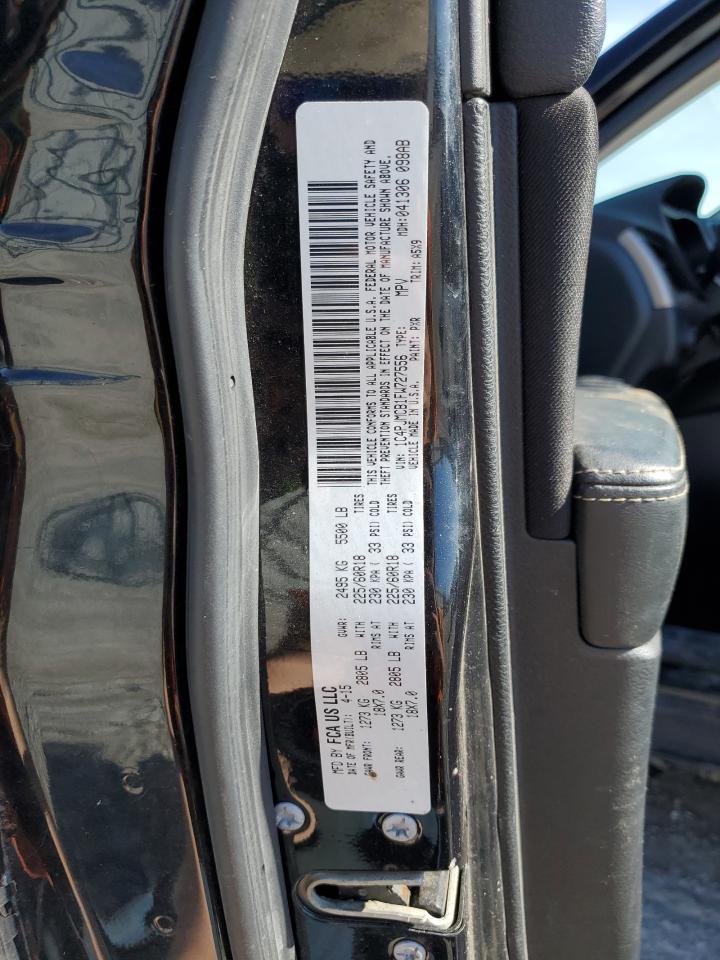 MFD BY FCA US LLC
DATE OF MFR(BUILT): 4-15 GVWR: 2495 KG 5500 LB
GAWR FRONT: 1273 KG 2805 LB WITH 225/60R18 TIRES
18X7.0 RIMS AT 230 KPA ( 33 PSI) COLD
GAWR REAR: 1273 KG 2805 LB WITH 225/60R18 TIRES
18X7.0 RIMS AT 230 KPA ( 33 PSI) COLD
THIS VEHICLE CONFORMS TO ALL APPLICABLE U.S.A. FEDERAL MOTOR VEHICLE SAFETY AND
THEFT PREVENTION STANDARDS IN EFFECT ON THE DATE OF MANUFACTURE SHOWN ABOVE.
VIN: 1C4PJMCB1FW727556 TYPE: MPV MDH:041306 098AB
VEHICLE MADE IN U.S.A. PAINT: PXR TRIM: A5X9